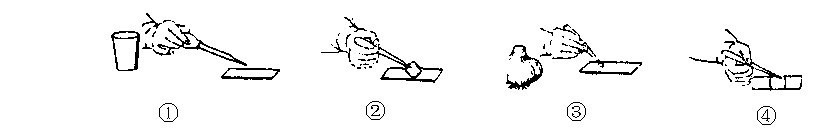 ① ② ③ ④